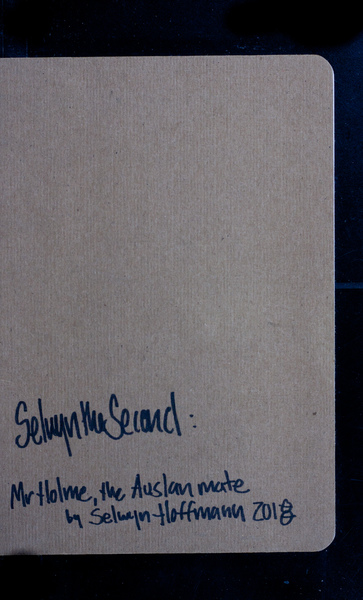 Selwyn the Second:
Mr Holme, the Auslan mate
by Selwyn Hoffmann 2018